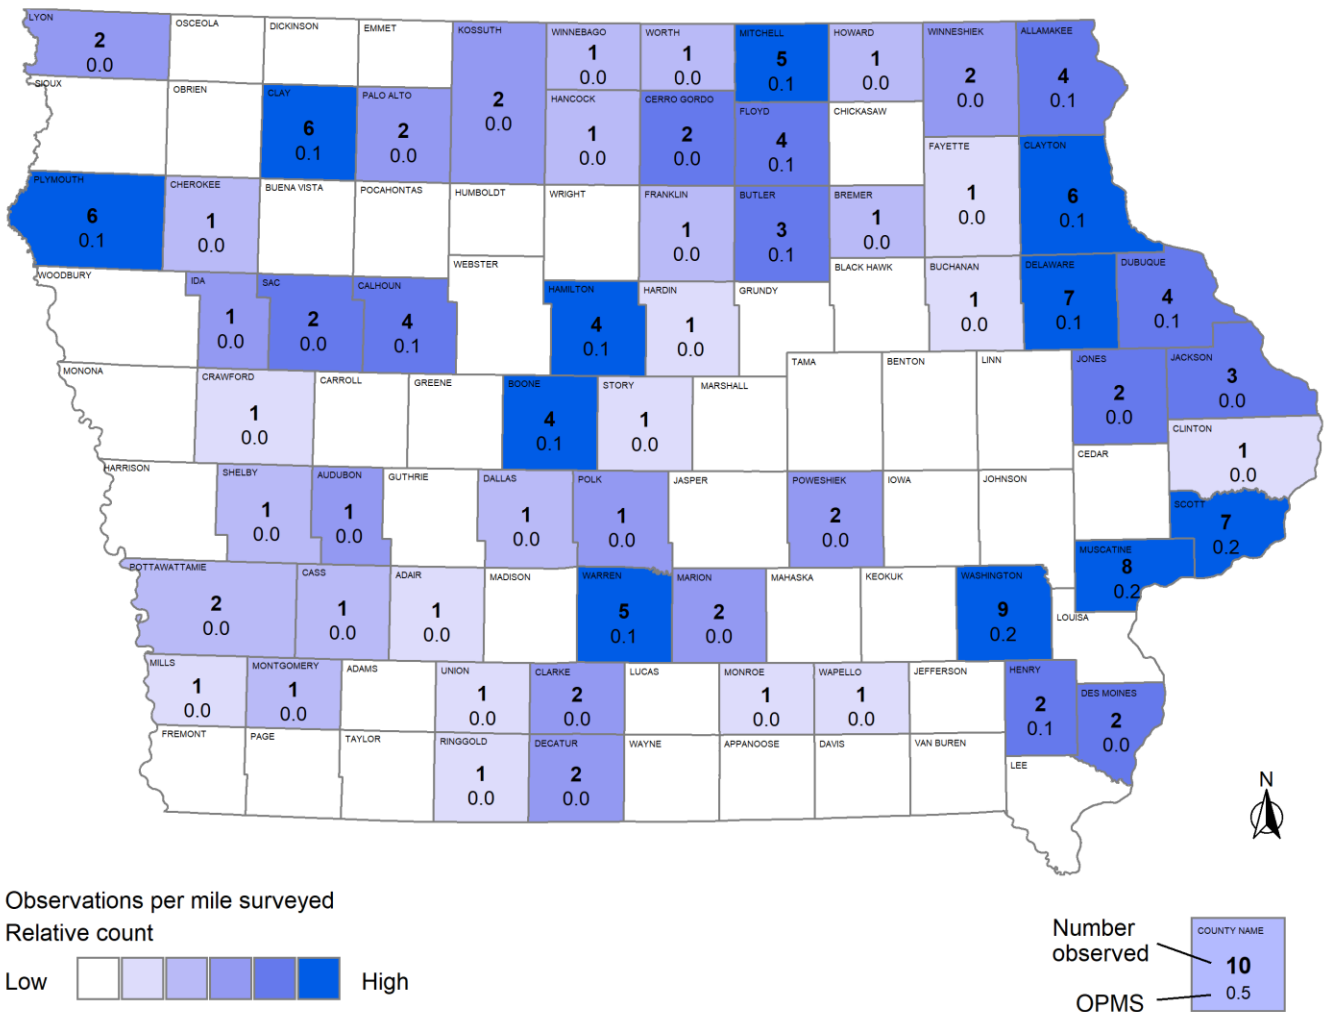 LYON
2
0.0
OSCEOLA
DICKINSON
EMMET
KOSSUTH
2
0.0
WINNEBAGO
1
0.0
WORTH
1
0.0
MITCHELL
5
0.1
HOWARD
1
0.0
WINNESHIEK
2
0.0
ALLAMAKEE
4
0.1
SIOUX
OBRIEN
CLAY
6
0.1
PALO ALTO
2
0.0
HANCOCK
1
0.0
CERRO GORDO
2
0.0
FLOYD
4
0.1
CHICKASAW
FAYETTE
1
0.0
CLAYTON
6
0.1
PLYMOUTH
6
0.1
CHEROKEE
1
0.0
BUENA VISTA
POCAHONTAS
HUMBOLDT
WRIGHT
FRANKLIN
1
0.0
BUTLER
3
0.1
BREMER
1
0.0
WOODBURY
IDA
1
0.0
SAC
2
0.0
CALHOUN
4
0.1
WEBSTER
HAMILTON
4
0.1
HARDIN
1
0.0
GRUNDY
BLACK HAWK
BUCHANAN
1
0.0
DELAWARE
7
0.1
DUBUQUE
4
0.1
MONONA
CRAWFORD
1
0.0
CARROLL
GREENE
BOONE
4
0.1
STORY
1
0.0
MARSHALL
TAMA
BENTON
LINN
JONES
2
0.0
JACKSON
3
0.0
CLINTON
1
0.0
CEDAR
HARRISON
SHELBY
1
0.0
AUDUBON
1
0.0
GUTHRIE
DALLAS
1
0.0
POLK
1
0.0
JASPER
POWESHIEK
2
0.0
IOWA
JOHNSON
SCOTT
7
0.2
MUSCATINE
8
0.2
POTTAWATTAMIE
2
0.0
CASS
1
0.0
ADAIR
1
0.0
MADISON
WARREN
5
0.1
MARION
2
0.0
MAHASKA
KEOKUK
WASHINGTON
9
0.2
LOUISA
MILLS
1
0.0
MONTGOMERY
1
0.0
ADAMS
UNION
1
0.0
CLARKE
2
0.0
LUCAS
MONROE
1
0.0
WAPELLO
1
0.0
JEFFERSON
HENRY
2
0.1
DES MOINES
2
0.0
FREMONT
PAGE
TAYLOR
RINGGOLD
1
0.0
DECATUR
2
0.0
WAYNE
APPANOOSE
DAVIS
VAN BUREN
LEE
N
Observations per mile surveyed
Relative count
Low
High
Number
observed
OPMS
COUNTY NAME
10
0.5